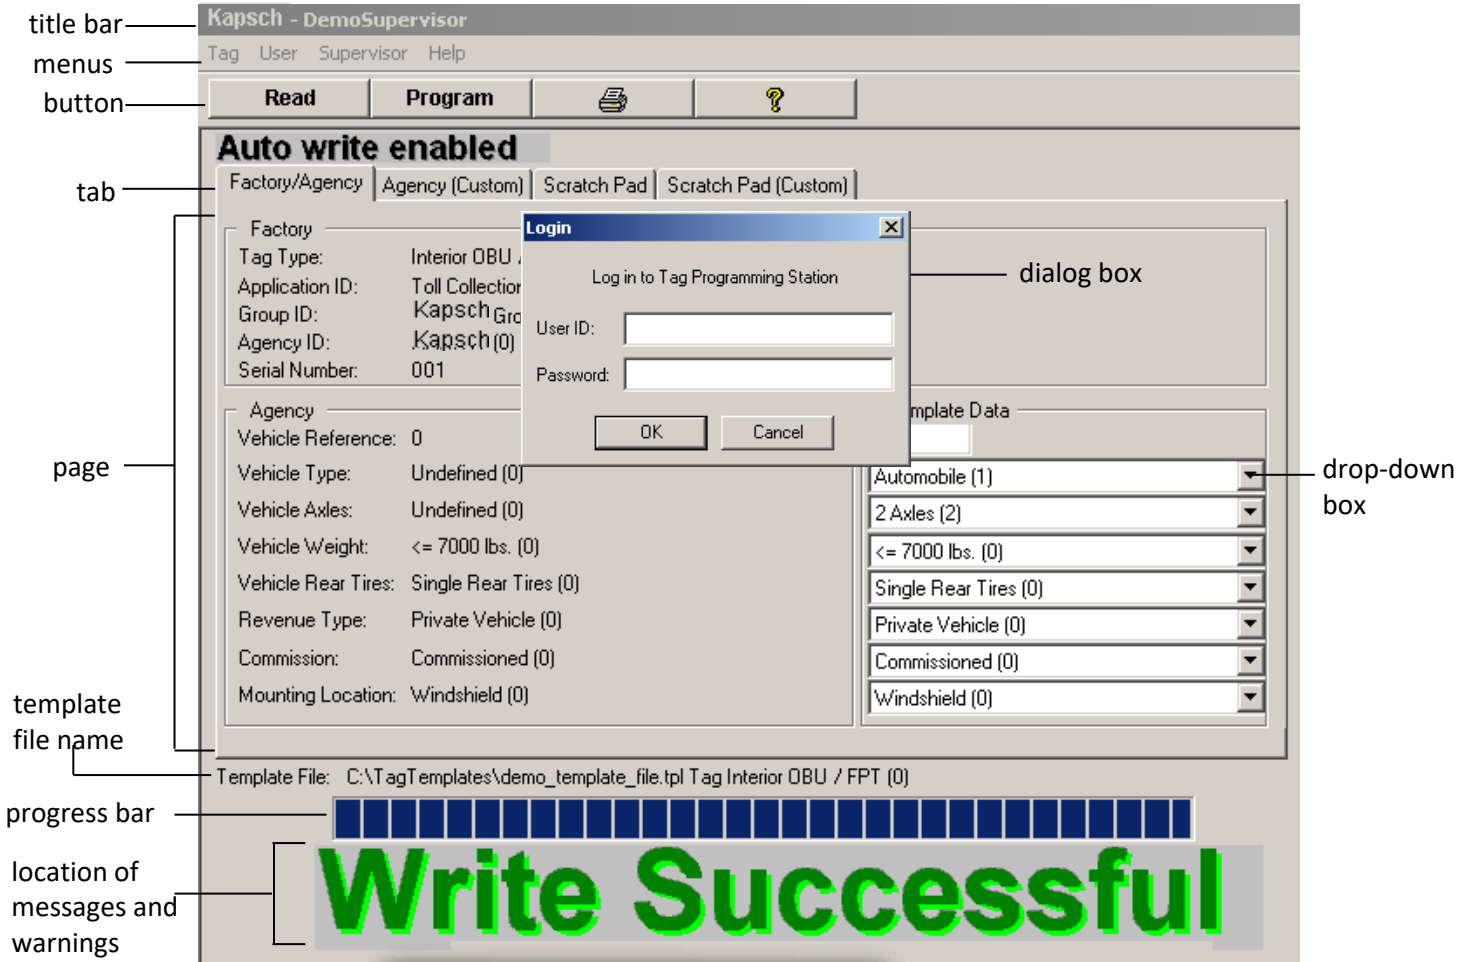 title bar
Kapsch - DemoSupervisor
menus
Tag User Supervisor Help
button
Read Program
Auto write enabled
tab
Factory/Agency Agency (Custom) Scratch Pad Scratch Pad (Custom)
page
Factory
Tag Type: Interior OBU /
Application ID: Toll Collection
Group ID: Kapsch Gro
Agency ID: Kapsch (0)
Serial Number: 001
Login
Log in to Tag Programming Station
User ID:
Password:
OK Cancel
dialog box
Agency
Vehicle Reference: 0
Vehicle Type: Undefined (0)
Vehicle Axles: Undefined (0)
Vehicle Weight: <= 7000 lbs. (0)
Vehicle Rear Tires: Single Rear Tires (0)
Revenue Type: Private Vehicle (0)
Commission: Commissioned (0)
Mounting Location: Windshield (0)
mplate Data
Automobile (1)
2 Axles (2)
<= 7000 lbs. (0)
Single Rear Tires (0)
Private Vehicle (0)
Commissioned (0)
Windshield (0)
drop-down
box
template
file name
Template File: C:\TagTemplates\demo_template_file.tpl Tag Interior OBU / FPT (0)
progress bar
location of
messages and
warnings
Write Successful